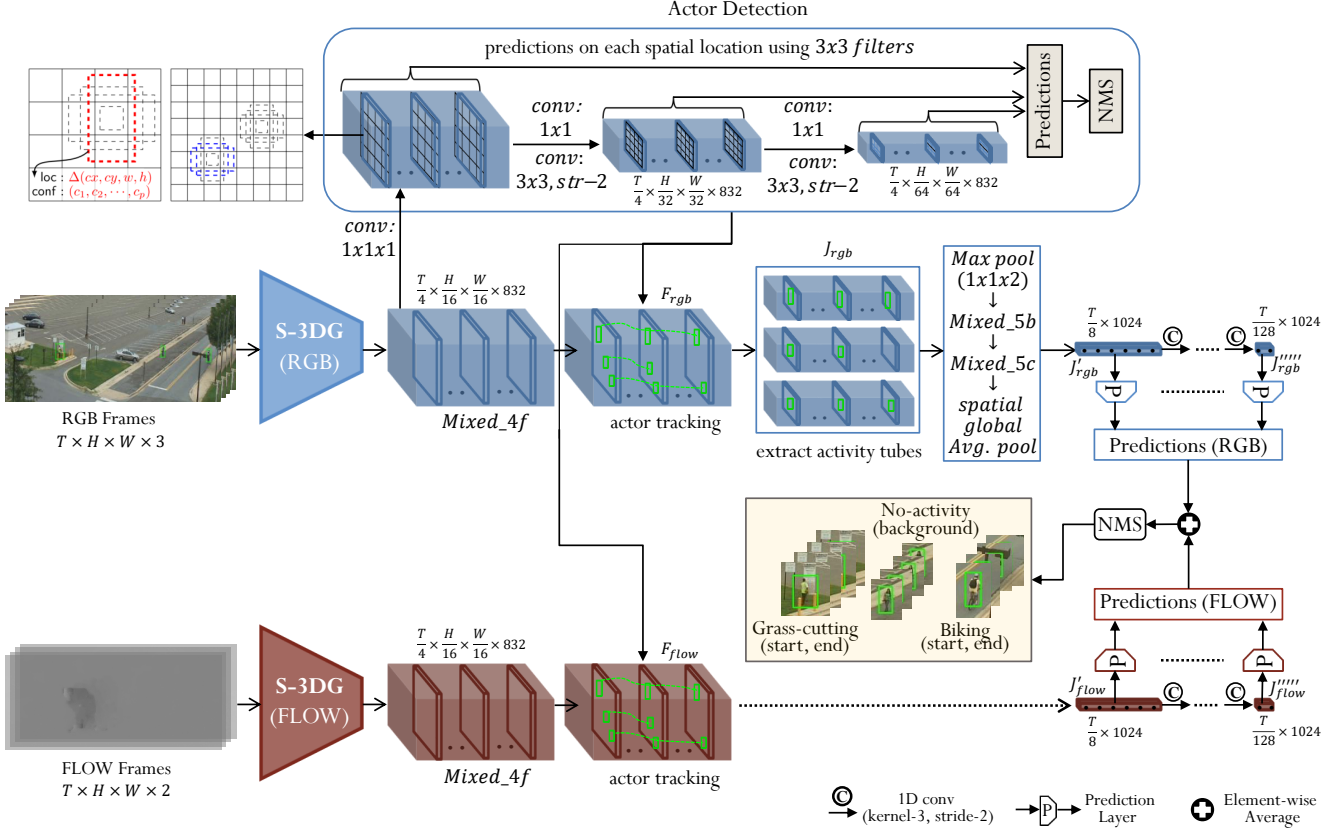 Actor Detection
predictions on each spatial location using 3x3 filters
conv:
1x1
conv:
3x3, str−2
conv:
1x1
conv:
3x3, str−2
T/4 × H/32 × W/32 × 832
T/4 × H/64 × W/64 × 832
Predictions
NMS
loc : Δ(cx, cy, w, h)
conf : (c₁, c₂, ⋯, cₚ)
conv:
1x1x1
RGB Frames
T × H × W × 3
S-3DG
(RGB)
T/4 × H/16 × W/16 × 832
Mixed_4f
F_rgb
actor tracking
J_rgb
extract activity tubes
Max pool
(1x1x2)
Mixed_5b
Mixed_5c
spatial
global
Avg. pool
T/8 × 1024
T/128 × 1024
C
C
J′_rgb
J′′′′′_rgb
P
P
Predictions (RGB)
NMS
No-activity
(background)
Grass-cutting
(start, end)
Biking
(start, end)
Predictions (FLOW)
P
P
J′_flow
J′′′′′_flow
C
C
T/8 × 1024
T/128 × 1024
FLOW Frames
T × H × W × 2
S-3DG
(FLOW)
T/4 × H/16 × W/16 × 832
Mixed_4f
F_flow
actor tracking
C
1D conv
(kernel-3, stride-2)
P
Prediction
Layer
Element-wise
Average